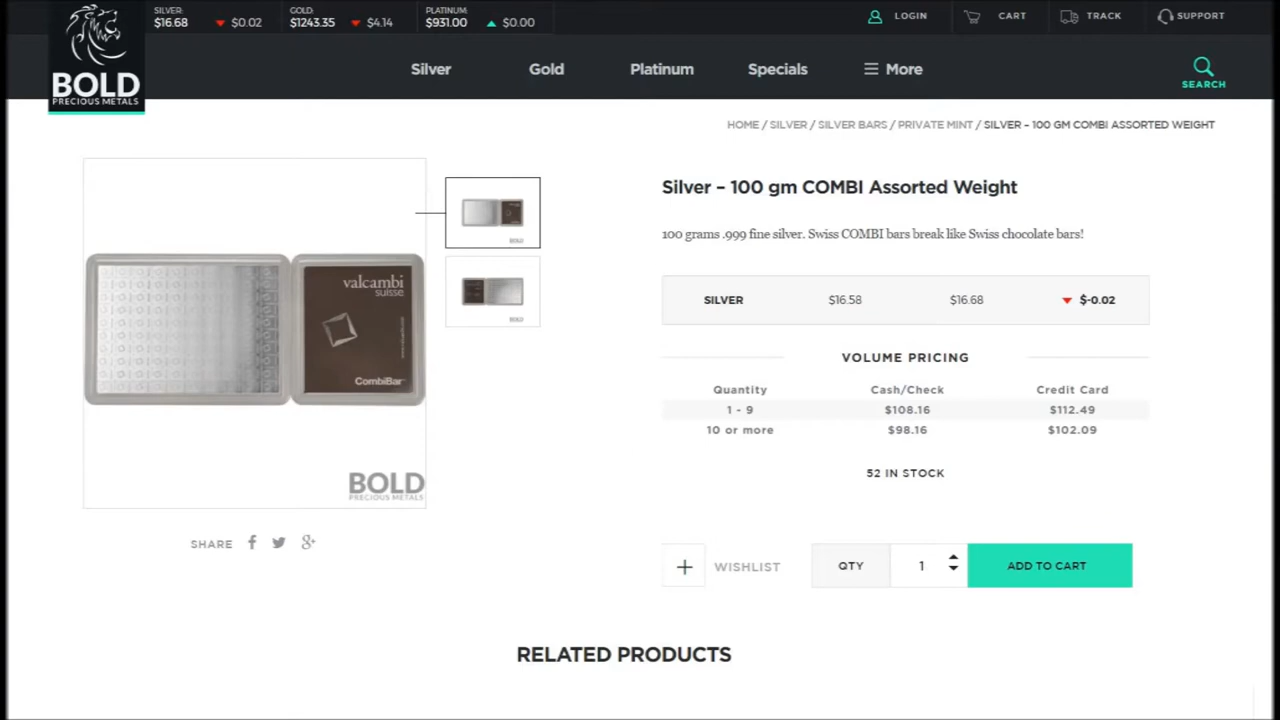 SILVER:
$16.68 $0.02
GOLD:
$1243.35 $4.14
PLATINUM:
$931.00 $0.00
LOGIN
CART
TRACK
SUPPORT
BOLD
PRECIOUS METALS
Silver
Gold
Platinum
Specials
More
SEARCH
HOME / SILVER / SILVER BARS / PRIVATE MINT / SILVER – 100 GM COMBI ASSORTED WEIGHT
valcambi
suisse
CombiBar
BOLD
PRECIOUS METALS
BOLD
BOLD
SHARE
Silver – 100 gm COMBI Assorted Weight
100 grams .999 fine silver. Swiss COMBI bars break like Swiss chocolate bars!
SILVER $16.58 $16.68 $-0.02
VOLUME PRICING
Quantity Cash/Check Credit Card
1 - 9 $108.16 $112.49
10 or more $98.16 $102.09
52 IN STOCK
+ WISHLIST
QTY 1
ADD TO CART
RELATED PRODUCTS